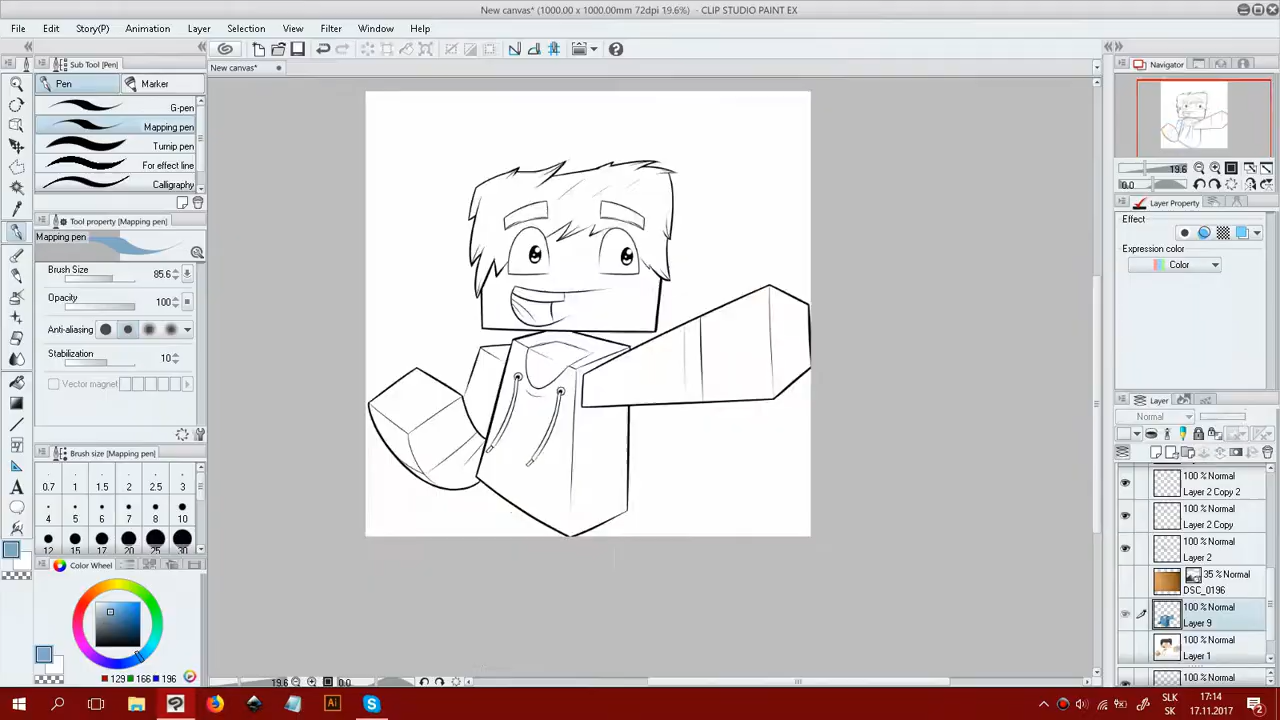 New canvas* (1000.00 x 1000.00mm 72dpi 19.6%) - CLIP STUDIO PAINT EX
File Edit Story(P) Animation Layer Selection View Filter Window Help
Sub Tool [Pen]
New canvas*
Navigator
Pen Marker
G-pen
Mapping pen
Turnip pen
For effect line
Calligraphy
19.6
0.0
Layer Property
Tool property [Mapping pen]
Effect
Mapping pen
Expression color
Color
Brush Size 85.6
Opacity 100
Anti-aliasing
Stabilization 10
Vector magnet
Layer
Normal
Brush size [Mapping pen]
0.7 1 1.5 2 2.5 3
4 5 6 7 8 10
12 15 17 20 25 30
100 % Normal
Layer 2 Copy 2
100 % Normal
Layer 2 Copy
100 % Normal
Layer 2
35 % Normal
DSC_0196
100 % Normal
Layer 9
100 % Normal
Layer 1
100 % Normal
Color Wheel
129 166 196
19.6 0.0
Ai
SLK
SK
17:14
17.11.2017
2